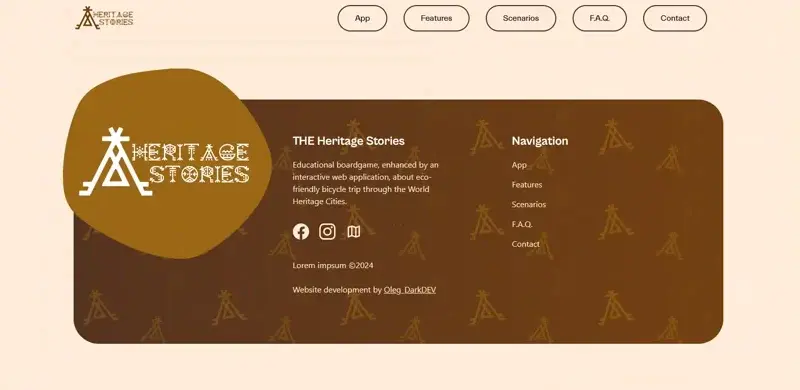 HERITAGE
STORIES
App
Features
Scenarios
F.A.Q.
Contact
HERITAGE
STORIES
THE Heritage Stories
Educational boardgame, enhanced by an
interactive web application, about eco-
friendly bicycle trip through the World
Heritage Cities.
Lorem impsum ©2024
Website development by Oleg_DarkDEV
Navigation
App
Features
Scenarios
F.A.Q.
Contact